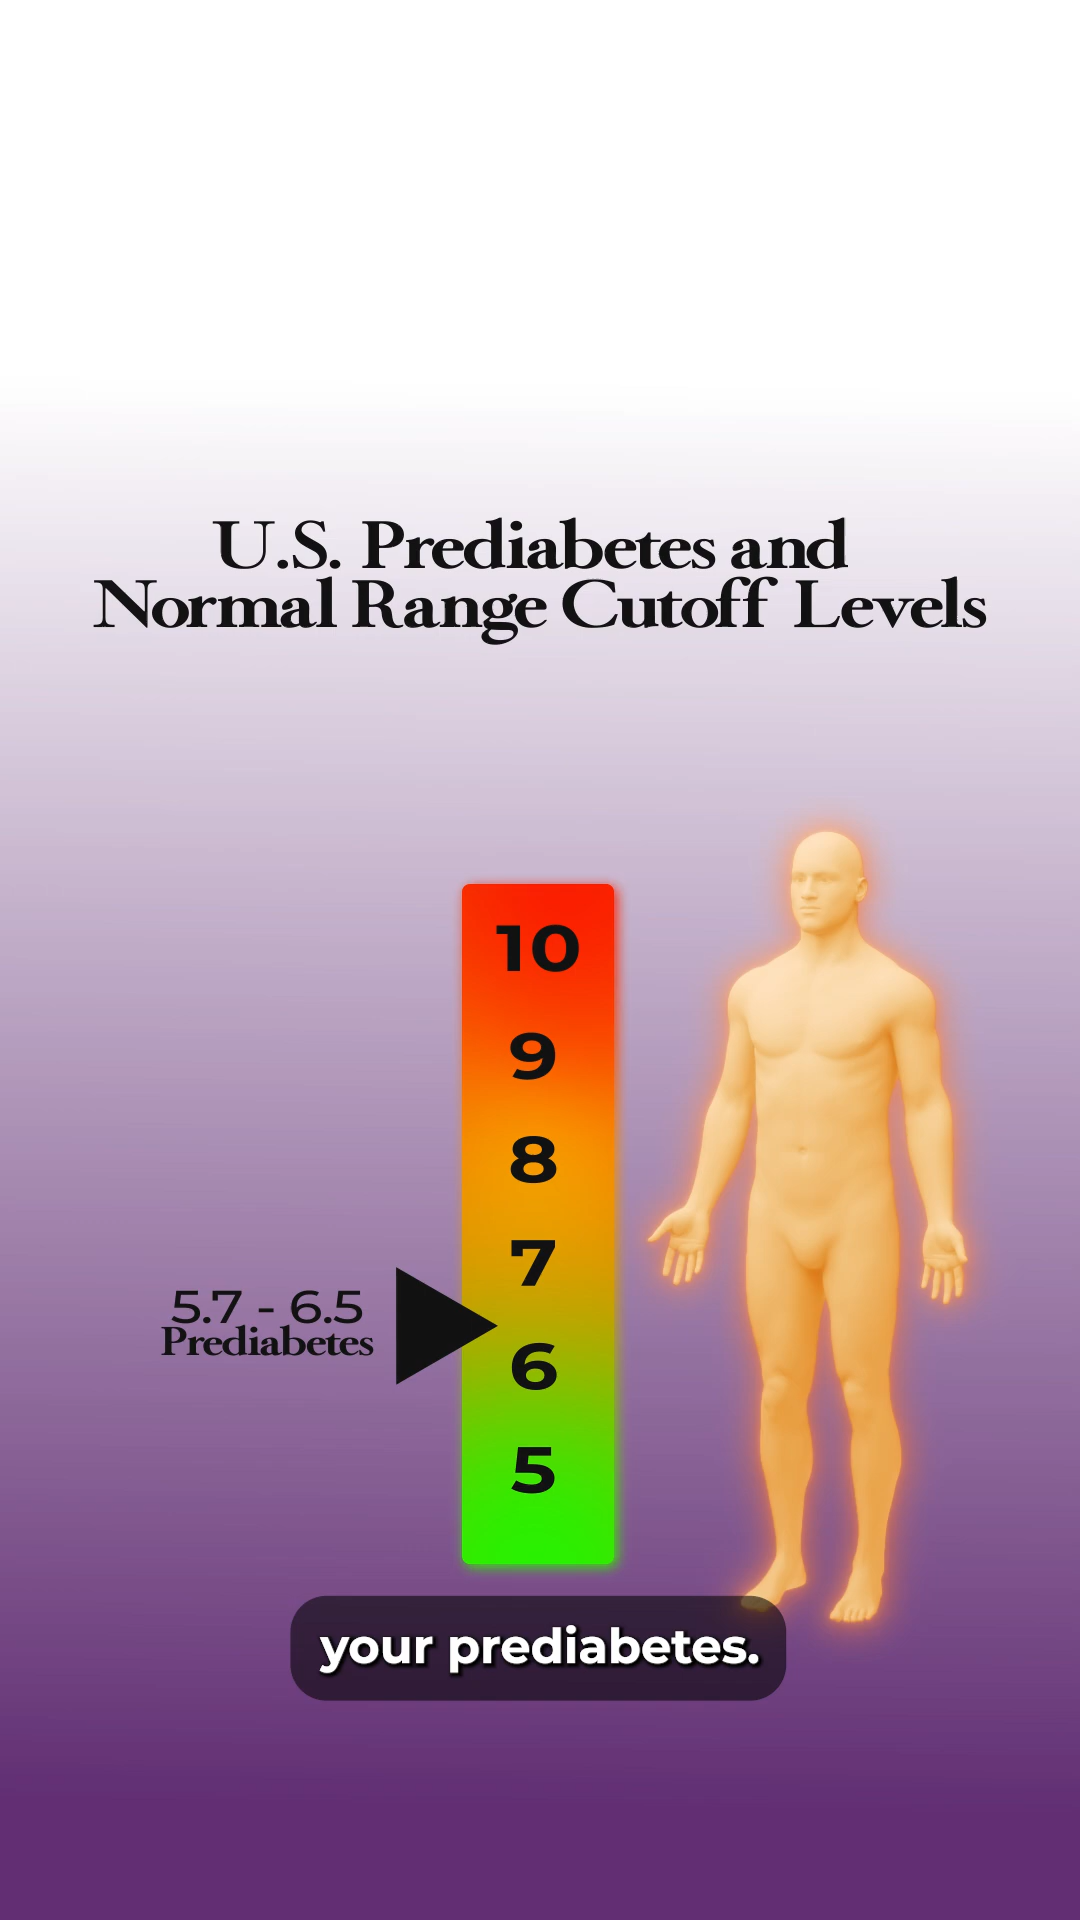 U.S. Prediabetes and
Normal Range Cutoff Levels
10
9
8
7
5.7 - 6.5
Prediabetes
6
5
your prediabetes.